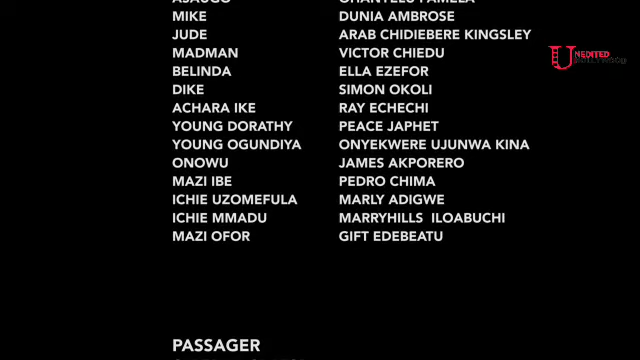 MIKE DUNIA AMBROSE
JUDE ARAB CHIDIEBERE KINGSLEY
MADMAN VICTOR CHIEDU
BELINDA ELLA EZEFOR
DIKE SIMON OKOLI
ACHARA IKE RAY ECHECHI
YOUNG DORATHY PEACE JAPHET
YOUNG OGUNDIYA ONYEKWERE UJUNWA KINA
ONOWU JAMES AKPORERO
MAZI IBE PEDRO CHIMA
ICHIE UZOMEFULA MARLY ADIGWE
ICHIE MMADU MARRYHILLS ILOABUCHI
MAZI OFOR GIFT EDEBEATU
UNEDITED
PASSAGER